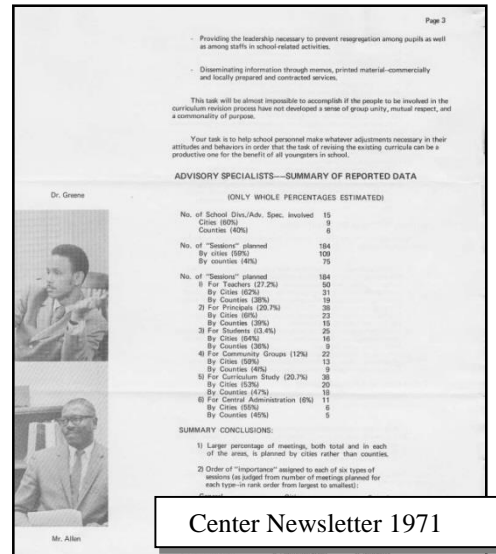 Page 3
- Providing the leadership necessary to prevent resegregation among pupils as well
as among staffs in school-related activities.
- Disseminating information through memos, printed material—commercially
and locally prepared and contracted services.
This task will be almost impossible to accomplish if the people to be involved in the
curriculum revision process have not developed a sense of group unity, mutual respect, and
a commonality of purpose.
Your task is to help school personnel make whatever adjustments necessary in their
attitudes and behaviors in order that the task of revising the existing curricula can be a
productive one for the benefit of all youngsters in school.
ADVISORY SPECIALISTS----SUMMARY OF REPORTED DATA
(ONLY WHOLE PERCENTAGES ESTIMATED)
No. of School Divs./Adv. Spec. involved 15
Cities (60%) 9
Counties (40%) 6
No. of "Sessions" planned 184
By cities (59%) 109
By counties (41%) 75
No. of "Sessions" planned 184
1) For Teachers (27.2%) 50
By Cities (62%) 31
By Counties (38%) 19
2) For Principals (20.7%) 38
By Cities (61%) 23
By Counties (39%) 15
3) For Students (13.4%) 25
By Cities (64%) 16
By Counties (36%) 9
4) For Community Groups (12%) 22
By Cities (59%) 13
By Counties (41%) 9
5) For Curriculum Study (20.7%) 38
By Cities (53%) 20
By Counties (47%) 18
6) For Central Administration (6%) 11
By Cities (55%) 6
By Counties (45%) 5
SUMMARY CONCLUSIONS:
1) Larger percentage of meetings, both total and in each
of the areas, is planned by cities rather than counties.
2) Order of "Importance" assigned to each of six types of
sessions (as judged from number of meetings planned for
each type—in rank order from largest to smallest):
Dr. Greene
Mr. Allen
Center Newsletter 1971